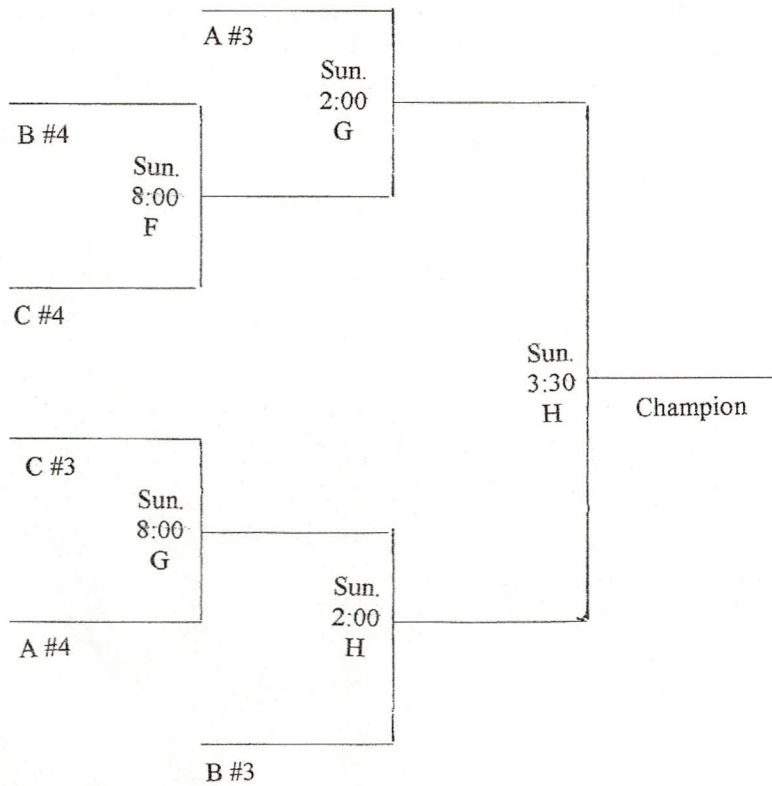 A #3
Sun.
2:00
G
B #4
Sun.
8:00
F
C #4
Sun.
3:30
H
Champion
C #3
Sun.
8:00
G
A #4
Sun.
2:00
H
B #3